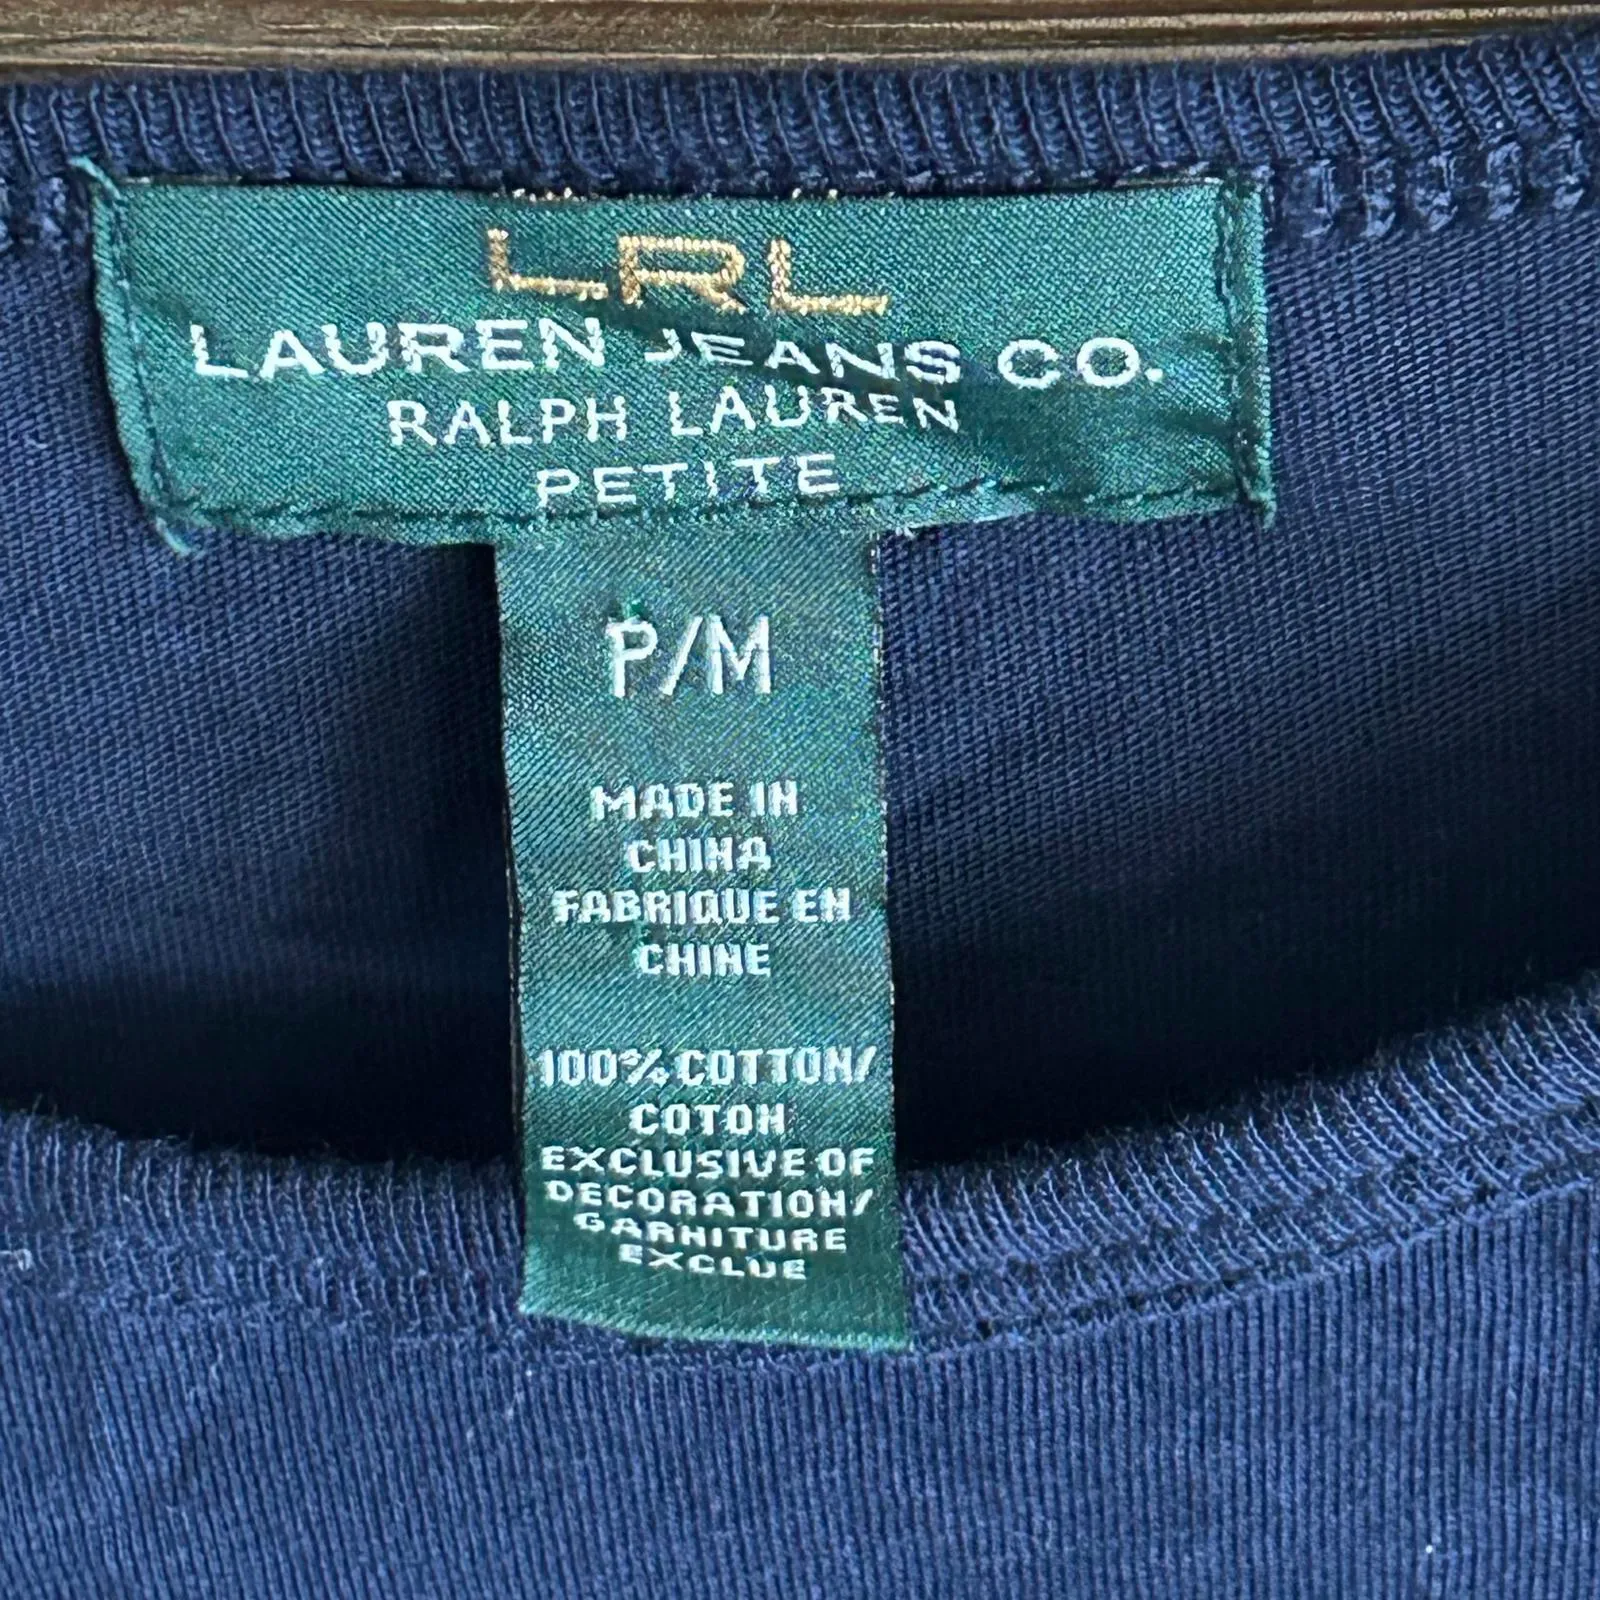 LRL
LAUREN JEANS CO.
RALPH LAUREN
PETITE
P/M
MADE IN
CHINA
FABRIQUE EN
CHINE
100% COTTON/
COTON
EXCLUSIVE OF
DECORATION/
GARNITURE
EXCLUE